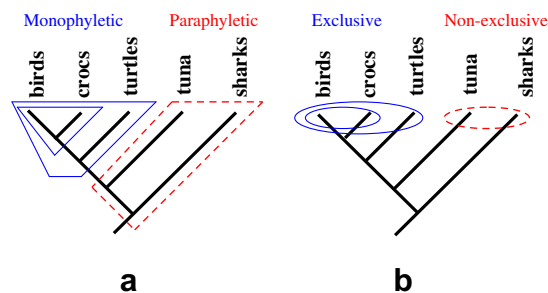 Monophyletic Paraphyletic
birds crocs turtles tuna sharks
a
Exclusive Non-exclusive
birds crocs turtles tuna sharks
b